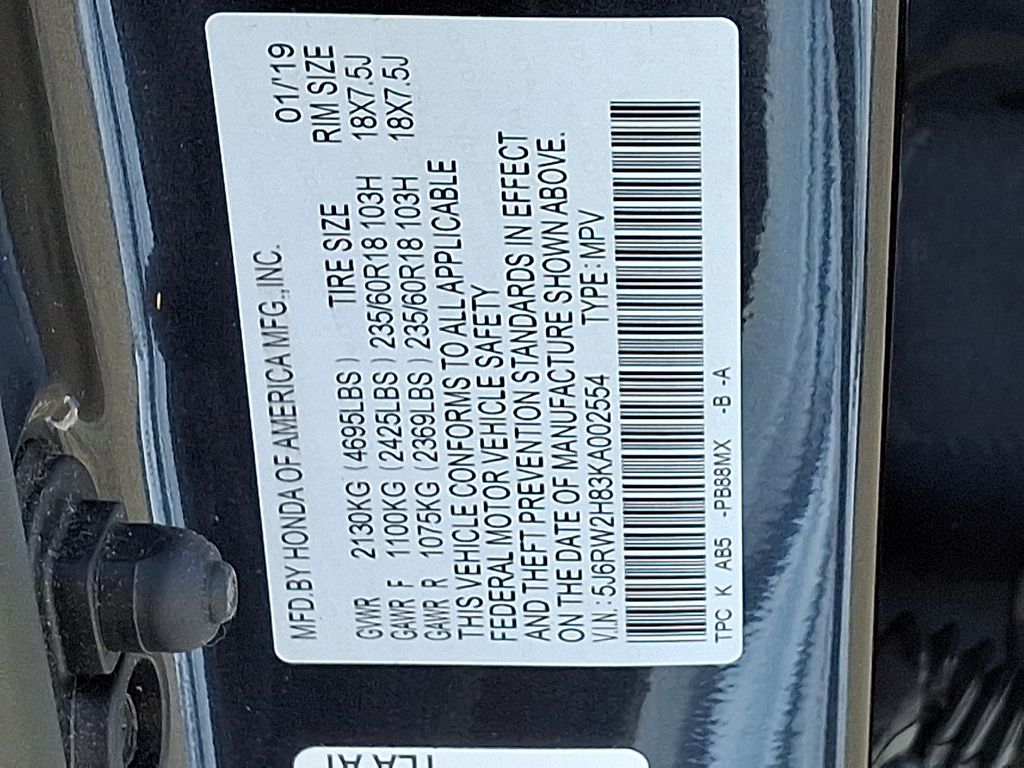 MFD. BY HONDA OF AMERICA MFG., INC. 01/'19
GVWR 2130KG (4695LBS) TIRE SIZE RIM SIZE
GAWR F 1100KG (2425LBS) 235/60R18 103H 18X7.5J
GAWR R 1075KG (2369LBS) 235/60R18 103H 18X7.5J
THIS VEHICLE CONFORMS TO ALL APPLICABLE
FEDERAL MOTOR VEHICLE SAFETY
AND THEFT PREVENTION STANDARDS IN EFFECT
ON THE DATE OF MANUFACTURE SHOWN ABOVE.
V.I.N.: 5J6RW2H83KA002554 TYPE: MPV
TPC K AB5 -PB88MX -B -A